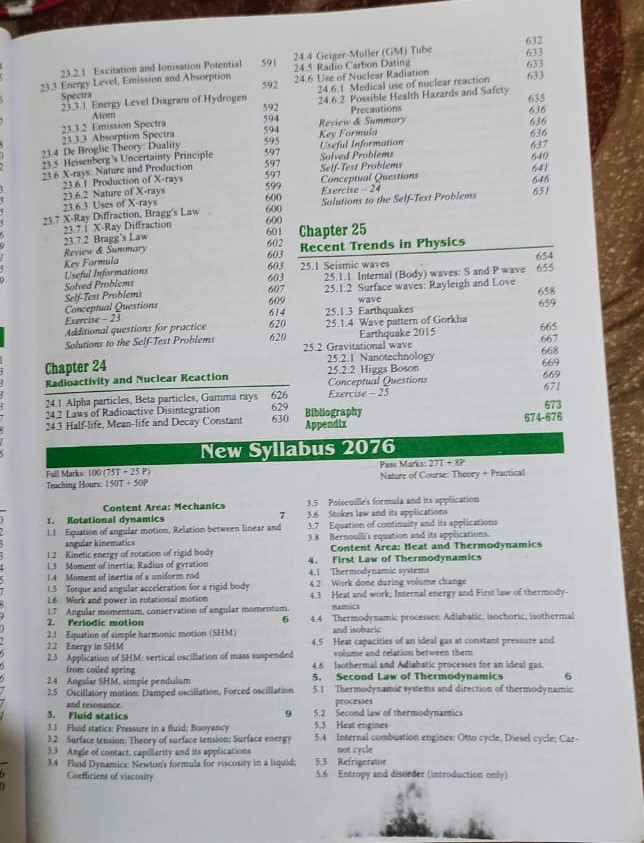 23.2.1 Excitation and Ionisation Potential 591
23.3 Energy Level, Emission and Absorption
Spectra 592
23.3.1 Energy Level Diagram of Hydrogen
Atom 592
23.3.2 Emission Spectra 594
23.3.3 Absorption Spectra 594
23.4 De Broglie Theory: Duality 595
23.5 Heisenberg's Uncertainty Principle 597
23.6 X-rays: Nature and Production 597
23.6.1 Production of X-rays 597
23.6.2 Nature of X-rays 599
23.6.3 Uses of X-rays 600
23.7 X-Ray Diffraction, Bragg's Law 600
23.7.1 X-Ray Diffraction 600
23.7.2 Bragg's Law 601
Review & Summary 602
Key Formula 603
Useful Informations 603
Solved Problems 603
Self-Test Problems 607
Conceptual Questions 609
Exercise – 23 614
Additional questions for practice 620
Solutions to the Self-Test Problems 620
Chapter 24
Radioactivity and Nuclear Reaction
24.1 Alpha particles, Beta particles, Gamma rays 626
24.2 Laws of Radioactive Disintegration 629
24.3 Half-life, Mean-life and Decay Constant 630
24.4 Geiger-Muller (GM) Tube 632
24.5 Radio Carbon Dating 633
24.6 Use of Nuclear Radiation 633
24.6.1 Medical use of nuclear reaction 633
24.6.2 Possible Health Hazards and Safety
Precautions 635
Review & Summary 636
Key Formula 636
Useful Information 636
Solved Problems 637
Self-Test Problems 640
Conceptual Questions 641
Exercise – 24 646
Solutions to the Self-Test Problems 651
Chapter 25
Recent Trends in Physics
25.1 Seismic waves 654
25.1.1 Internal (Body) waves: S and P wave 655
25.1.2 Surface waves: Rayleigh and Love
wave 658
25.1.3 Earthquakes 659
25.1.4 Wave pattern of Gorkha
Earthquake 2015 665
25.2 Gravitational wave 667
25.2.1 Nanotechnology 668
25.2.2 Higgs Boson 669
Conceptual Questions 669
Exercise – 25 671
Bibliography 673
Appendix 674-676
New Syllabus 2076
Full Marks: 100 (75T + 25 P)
Teaching Hours: 150T + 50P
Pass Marks: 27T + 8P
Nature of Course: Theory + Practical
Content Area: Mechanics
1. Rotational dynamics 7
1.1 Equation of angular motion, Relation between linear and
angular kinematics
1.2 Kinetic energy of rotation of rigid body
1.3 Moment of inertia; Radius of gyration
1.4 Moment of inertia of a uniform rod
1.5 Torque and angular acceleration for a rigid body
1.6 Work and power in rotational motion
1.7 Angular momentum, conservation of angular momentum.
2. Periodic motion 6
2.1 Equation of simple harmonic motion (SHM)
2.2 Energy in SHM
2.3 Application of SHM: vertical oscillation of mass suspended
from coiled spring
2.4 Angular SHM, simple pendulum
2.5 Oscillatory motion: Damped oscillation, Forced oscillation
and resonance.
3. Fluid statics 9
3.1 Fluid statics: Pressure in a fluid; Buoyancy
3.2 Surface tension: Theory of surface tension; Surface energy
3.3 Angle of contact, capillarity and its applications
3.4 Fluid Dynamics: Newton's formula for viscosity in a liquid;
Coefficient of viscosity
3.5 Poiseuille's formula and its application
3.6 Stokes law and its applications
3.7 Equation of continuity and its applications
3.8 Bernoulli's equation and its applications.
Content Area: Heat and Thermodynamics
4. First Law of Thermodynamics
4.1 Thermodynamic systems
4.2 Work done during volume change
4.3 Heat and work; Internal energy and First law of thermody-
namics
4.4 Thermodynamic processes: Adiabatic, isochoric, isothermal
and isobaric
4.5 Heat capacities of an ideal gas at constant pressure and
volume and relation between them
4.6 Isothermal and Adiabatic processes for an ideal gas.
5. Second Law of Thermodynamics 6
5.1 Thermodynamic systems and direction of thermodynamic
processes
5.2 Second law of thermodynamics
5.3 Heat engines
5.4 Internal combustion engines: Otto cycle, Diesel cycle; Car-
not cycle
5.5 Refrigerator
5.6 Entropy and disorder (introduction only)